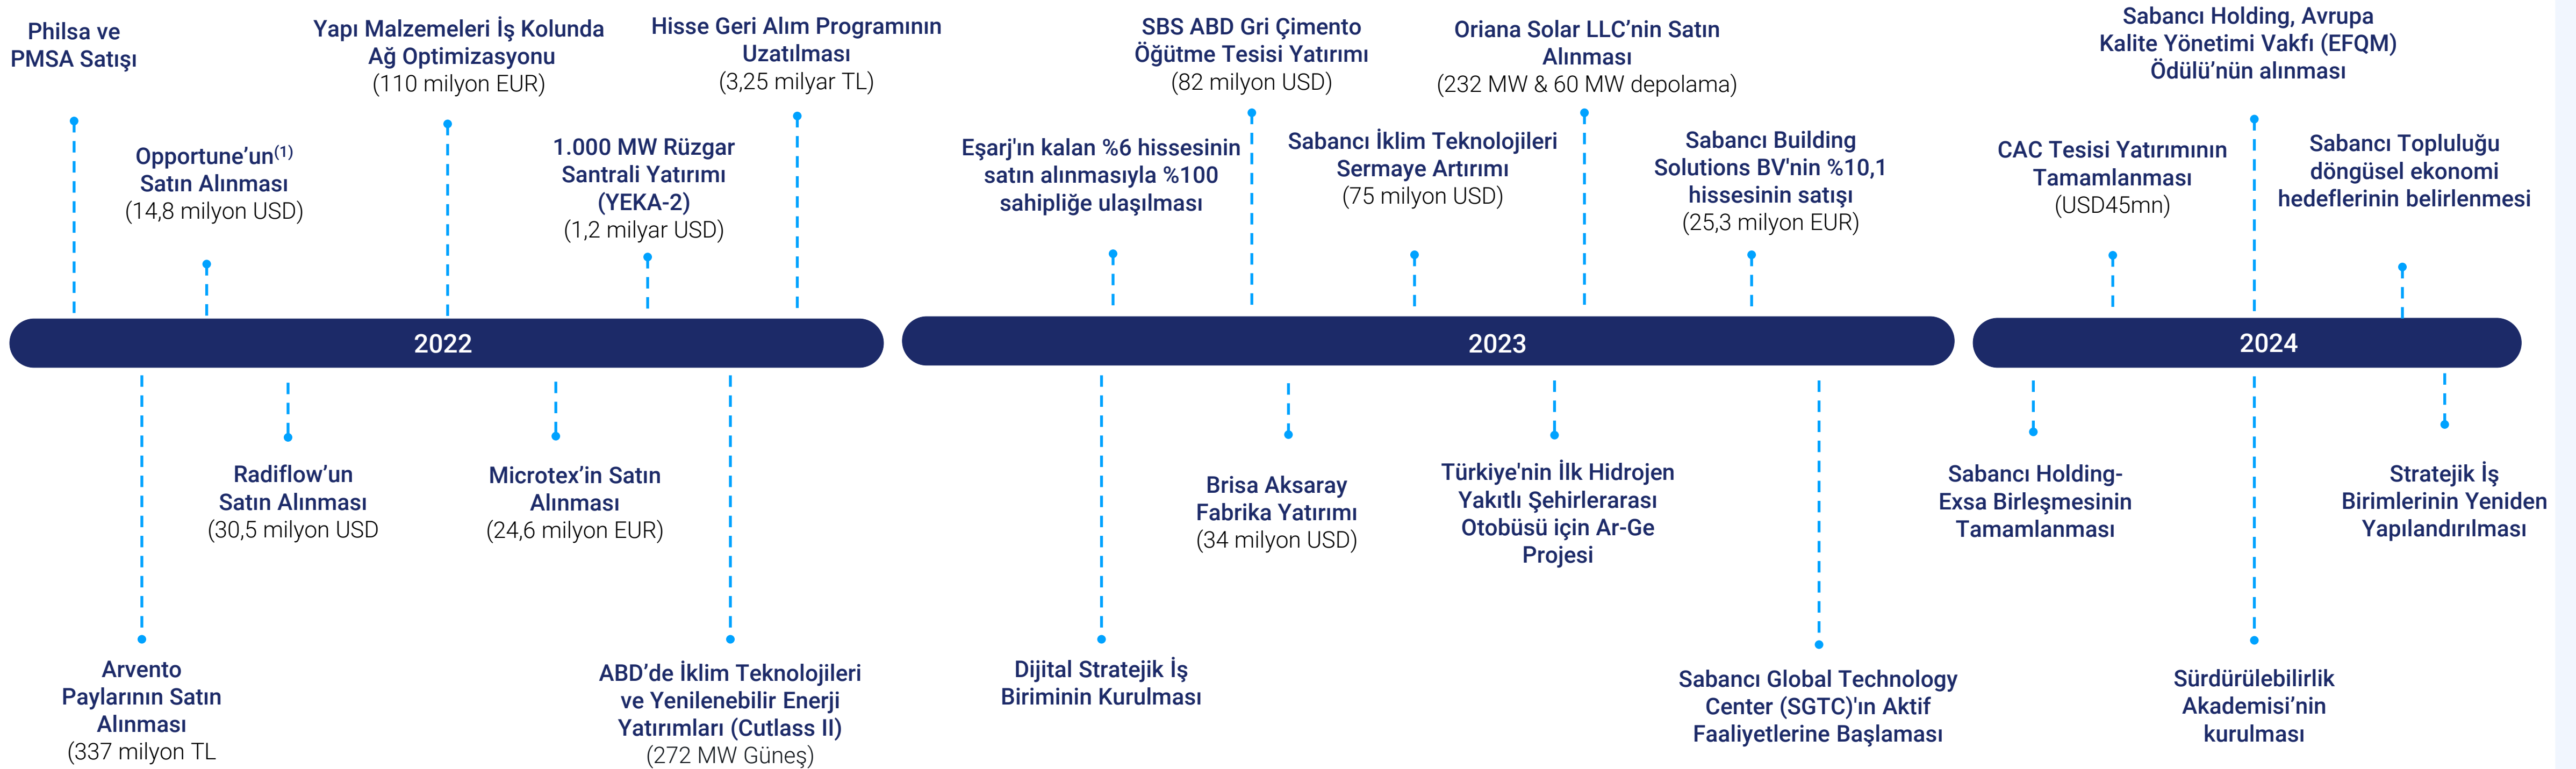 Philsa ve
PMSA Satışı
Opportune’un(1)
Satın Alınması
(14,8 milyon USD)
Yapı Malzemeleri İş Kolunda
Ağ Optimizasyonu
(110 milyon EUR)
1.000 MW Rüzgar
Santrali Yatırımı
(YEKA-2)
(1,2 milyar USD)
Hisse Geri Alım Programının
Uzatılması
(3,25 milyar TL)
Eşarj'ın kalan %6 hissesinin
satın alınmasıyla %100
sahipliğe ulaşılması
SBS ABD Gri Çimento
Öğütme Tesisi Yatırımı
(82 milyon USD)
Sabancı İklim Teknolojileri
Sermaye Artırımı
(75 milyon USD)
Oriana Solar LLC’nin Satın
Alınması
(232 MW & 60 MW depolama)
Sabancı Building
Solutions BV'nin %10,1
hissesinin satışı
(25,3 milyon EUR)
CAC Tesisi Yatırımının
Tamamlanması
(USD45mn)
Sabancı Holding, Avrupa
Kalite Yönetimi Vakfı (EFQM)
Ödülü’nün alınması
Sabancı Topluluğu
döngüsel ekonomi
hedeflerinin belirlenmesi
2022
2023
2024
Arvento
Paylarının Satın
Alınması
(337 milyon TL
Radiflow’un
Satın Alınması
(30,5 milyon USD
Microtex’in Satın
Alınması
(24,6 milyon EUR)
ABD’de İklim Teknolojileri
ve Yenilenebilir Enerji
Yatırımları (Cutlass II)
(272 MW Güneş)
Dijital Stratejik İş
Biriminin Kurulması
Brisa Aksaray
Fabrika Yatırımı
(34 milyon USD)
Türkiye'nin İlk Hidrojen
Yakıtlı Şehirlerarası
Otobüsü için Ar-Ge
Projesi
Sabancı Global Technology
Center (SGTC)'ın Aktif
Faaliyetlerine Başlaması
Sabancı Holding-
Exsa Birleşmesinin
Tamamlanması
Sürdürülebilirlik
Akademisi’nin
kurulması
Stratejik İş
Birimlerinin Yeniden
Yapılandırılması